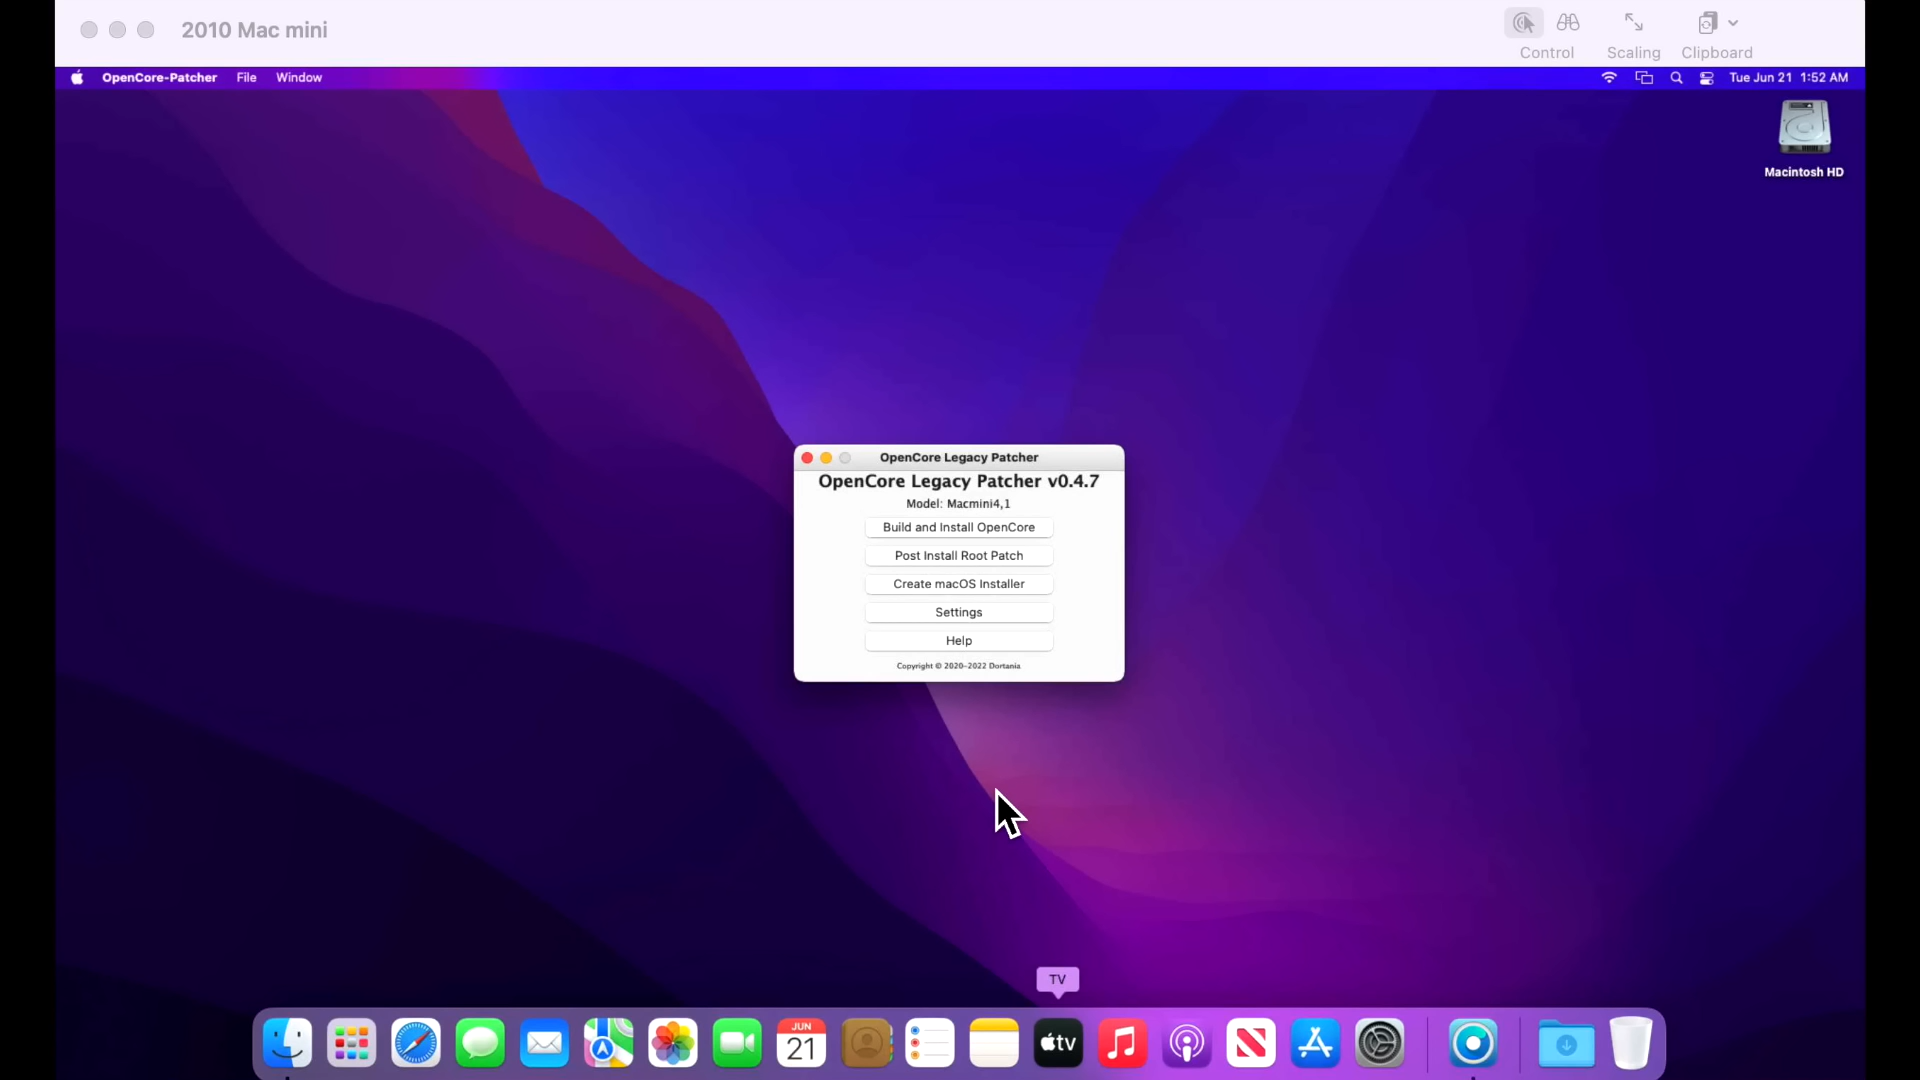 2010 Mac mini
Control
Scaling
Clipboard
OpenCore-Patcher File Window
Tue Jun 21 1:52 AM
Macintosh HD
OpenCore Legacy Patcher
OpenCore Legacy Patcher v0.4.7
Model: Macmini4,1
Build and Install OpenCore
Post Install Root Patch
Create macOS Installer
Settings
Help
Copyright © 2020-2022 Dortania
TV
JUN
21
tv